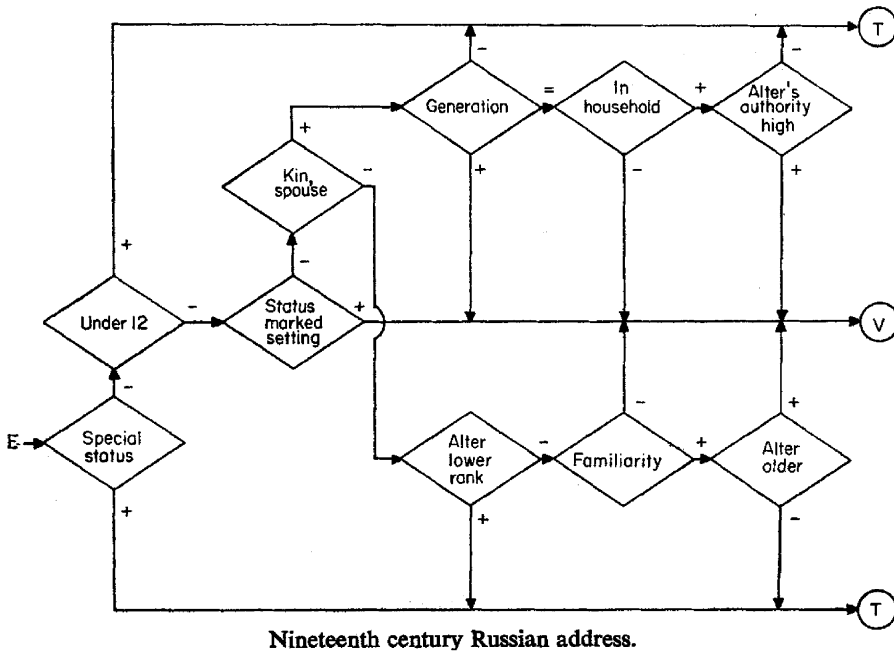 T
+
−
−
Generation
=
In
household
+
Alter's
authority
high
+
Kin,
spouse
−
+
−
+
+
−
Under 12
−
Status
marked
setting
+
V
−
−
+
E
Special
status
Alter
lower
rank
−
Familiarity
+
Alter
older
+
+
−
T
Nineteenth century Russian address.